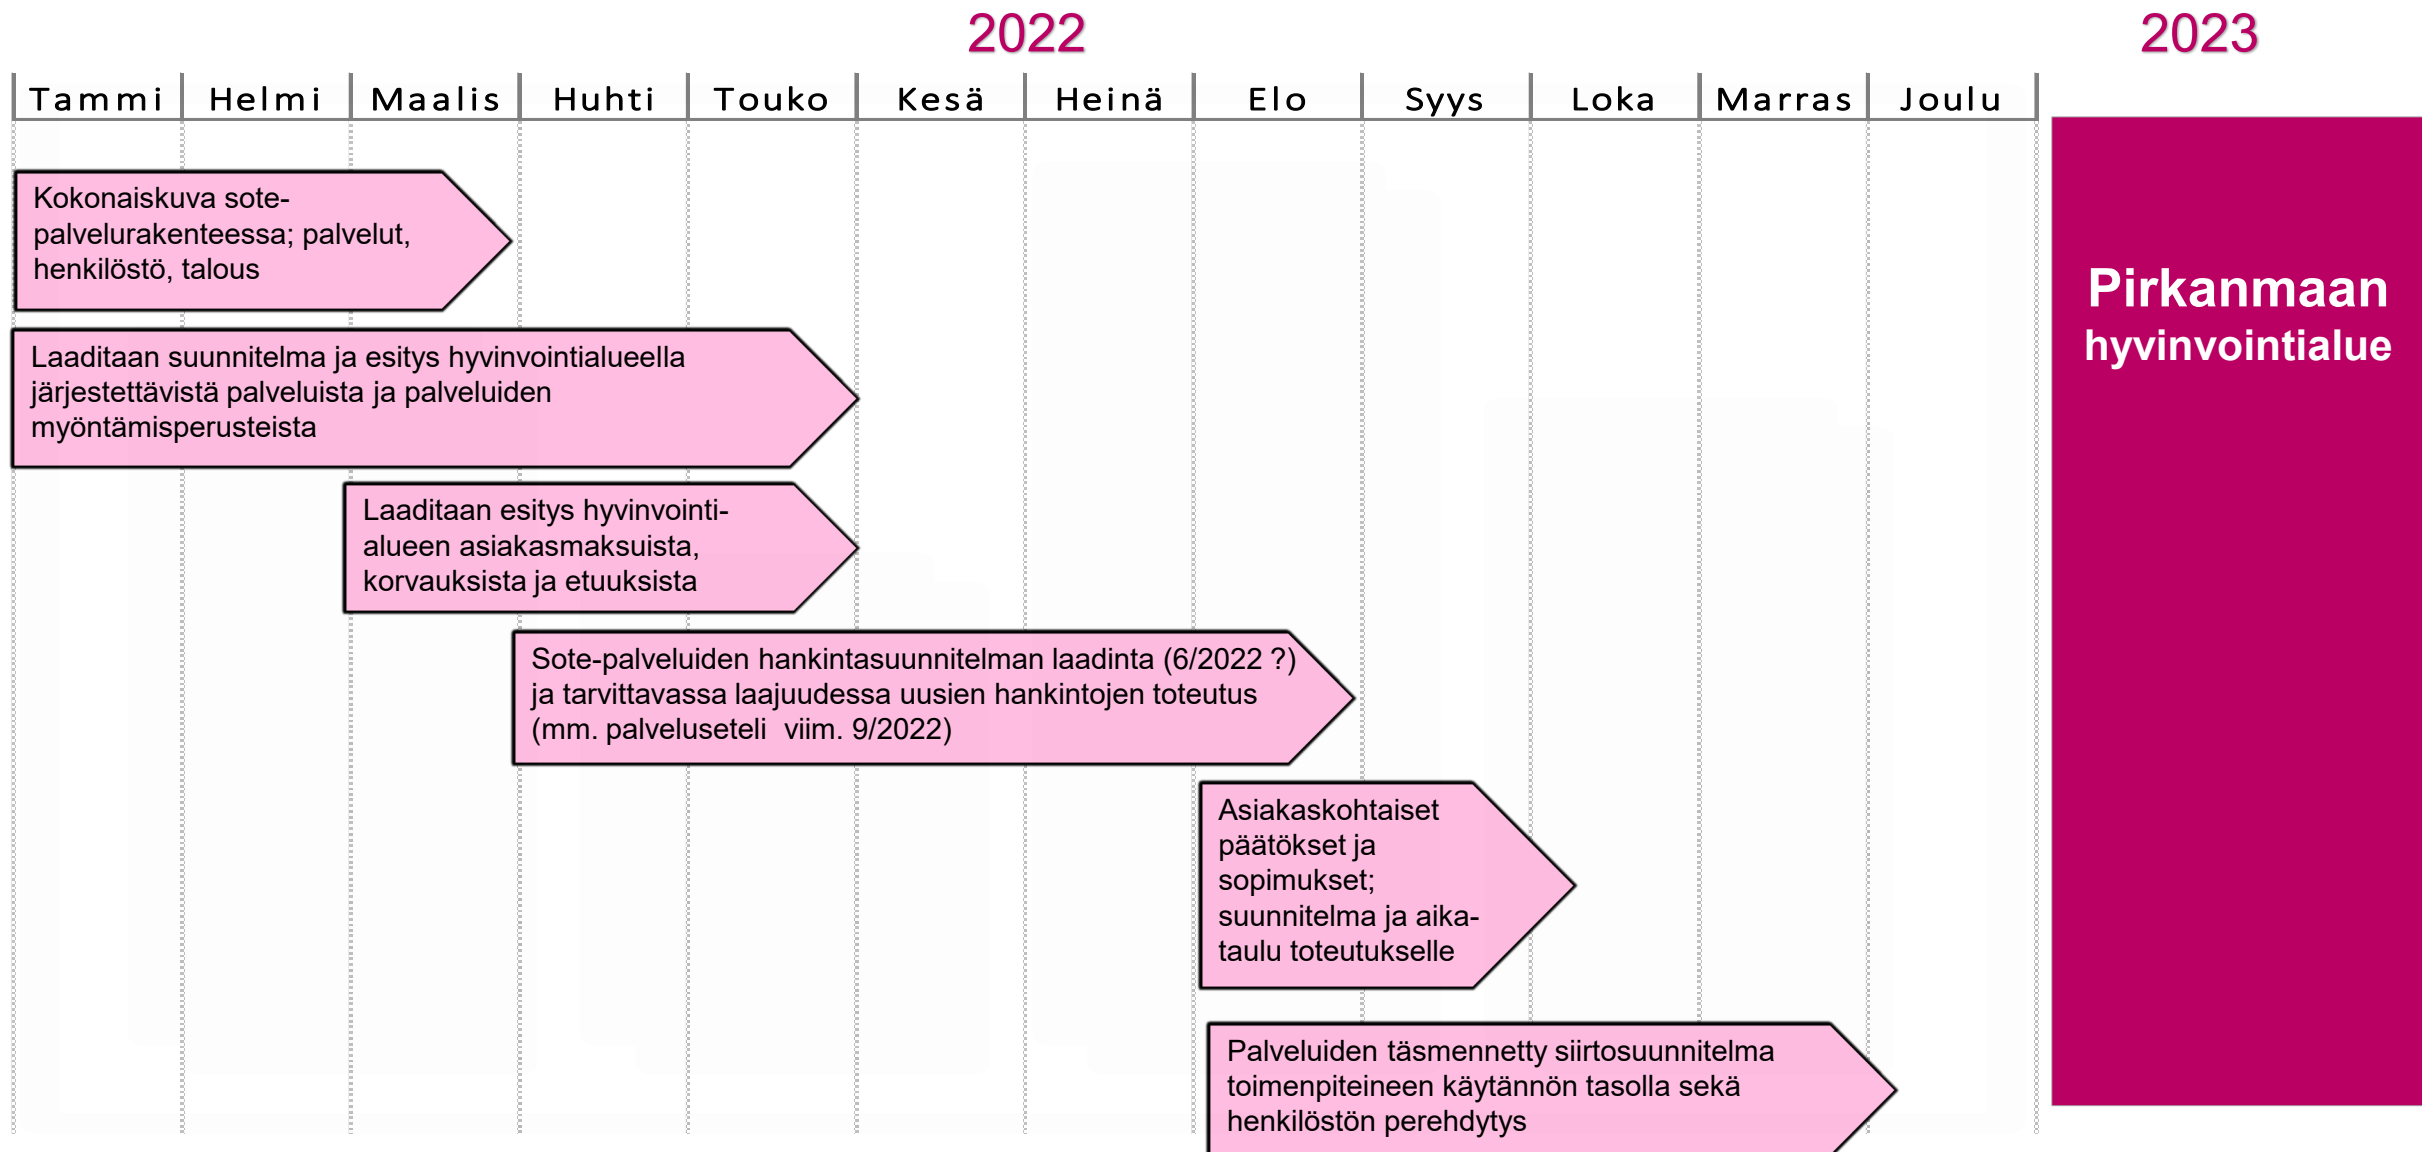 2022
2023
Tammi Helmi Maalis Huhti Touko Kesä Heinä Elo Syys Loka Marras Joulu
Kokonaiskuva sote-
palvelurakenteessa; palvelut,
henkilöstö, talous
Laaditaan suunnitelma ja esitys hyvinvointialueella
järjestettävistä palveluista ja palveluiden
myöntämisperusteista
Laaditaan esitys hyvinvointi-
alueen asiakasmaksuista,
korvauksista ja etuuksista
Sote-palveluiden hankintasuunnitelman laadinta (6/2022 ?)
ja tarvittavassa laajuudessa uusien hankintojen toteutus
(mm. palveluseteli viim. 9/2022)
Asiakaskohtaiset
päätökset ja
sopimukset;
suunnitelma ja aika-
taulu toteutukselle
Palveluiden täsmennetty siirtosuunnitelma
toimenpiteineen käytännön tasolla sekä
henkilöstön perehdytys
Pirkanmaan
hyvinvointialue